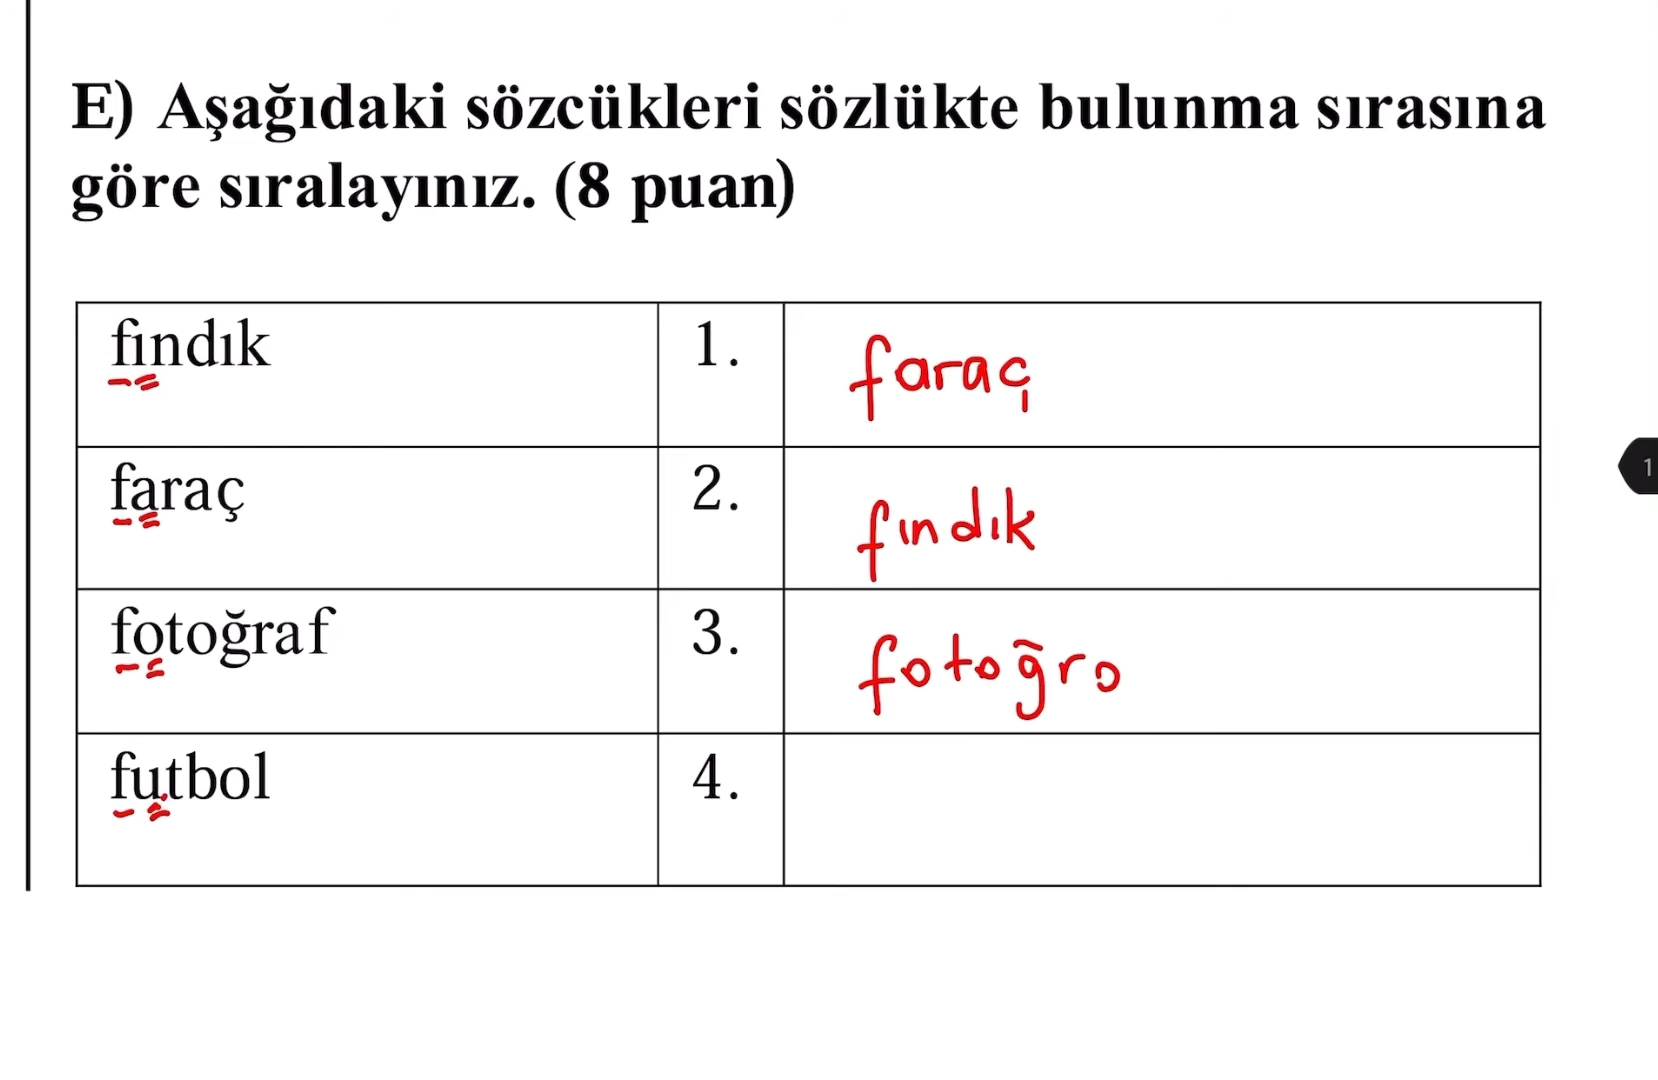 E) Aşağıdaki sözcükleri sözlükte bulunma sırasına
göre sıralayınız. (8 puan)
fındık 1. faraç
faraç 2. fındık
fotoğraf 3. fotoğra
futbol 4.
1